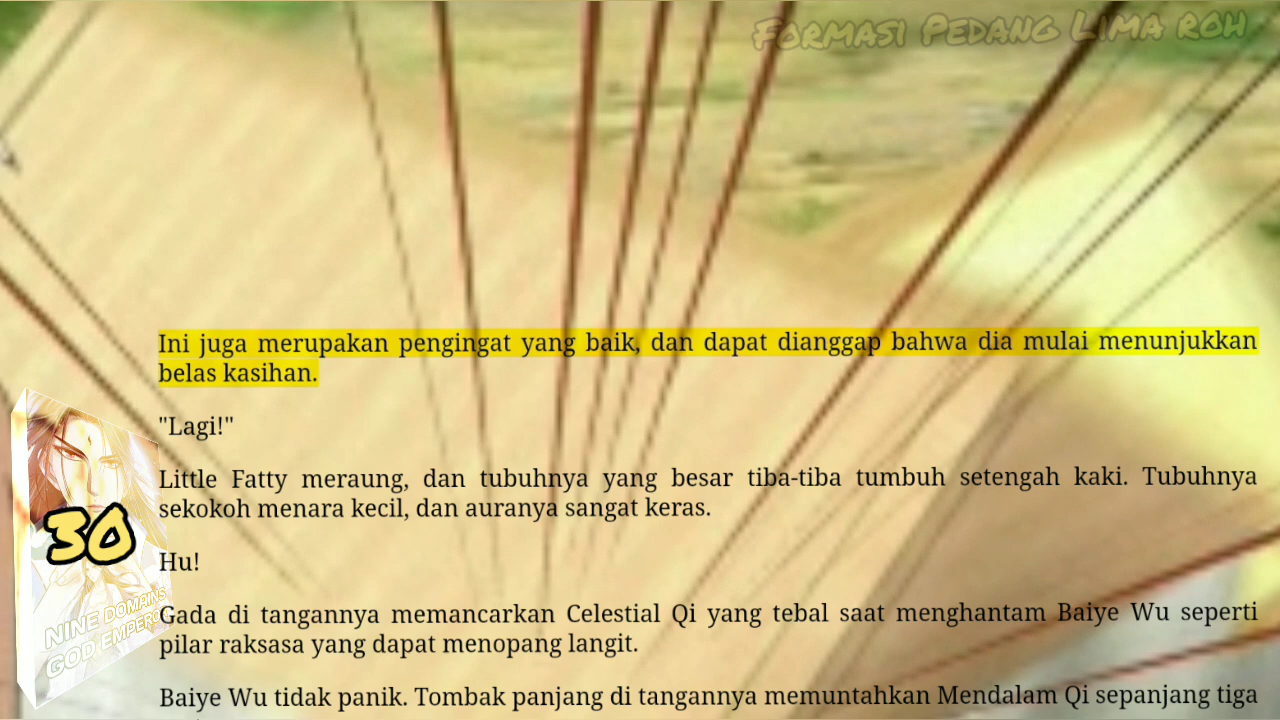 Formasi Pedang Lima roh
Ini juga merupakan pengingat yang baik, dan dapat dianggap bahwa dia mulai menunjukkan
belas kasihan.
"Lagi!"
Little Fatty meraung, dan tubuhnya yang besar tiba-tiba tumbuh setengah kaki. Tubuhnya
sekokoh menara kecil, dan auranya sangat keras.
30
Hu!
NINE DOMAINS
GOD EMPEROR
Gada di tangannya memancarkan Celestial Qi yang tebal saat menghantam Baiye Wu seperti
pilar raksasa yang dapat menopang langit.
Baiye Wu tidak panik. Tombak panjang di tangannya memuntahkan Mendalam Qi sepanjang tiga